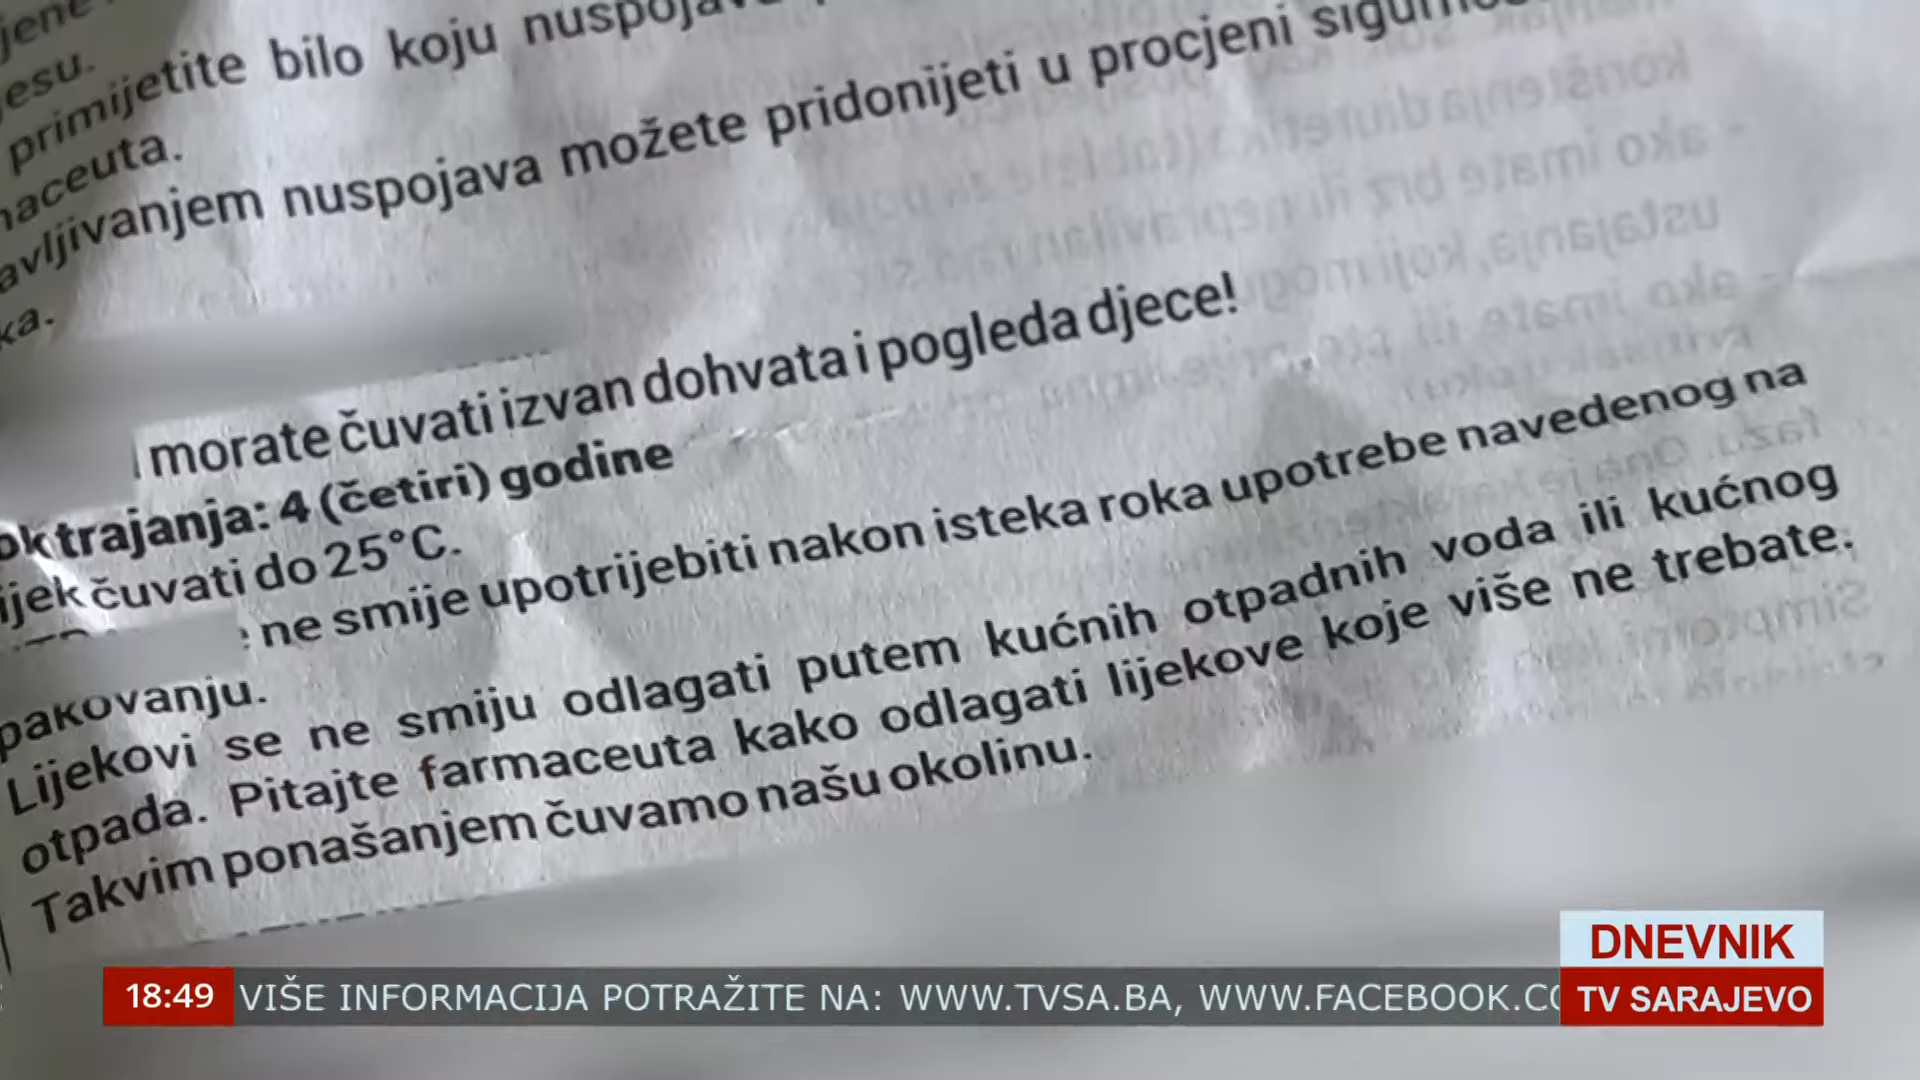 esu.
primijetite bilo koju
maceuta.
avljivanjem nuspojava možete pridonijeti u procjeni
ka.
morate čuvati izvan dohvata i pogleda djece!
ok trajanja: 4 (četiri) godine
ijek čuvati do 25°C.
ne smije upotrijebiti nakon isteka roka upotrebe navedenog na
pakovanju.
Lijekovi se ne smiju odlagati putem kućnih otpadnih voda ili kućnog
otpada. Pitajte farmaceuta kako odlagati lijekove koje više ne trebate.
Takvim ponašanjem čuvamo našu okolinu.
DNEVNIK
18:49 VIŠE INFORMACIJA POTRAŽITE NA: WWW.TVSA.BA, WWW.FACEBOOK.CO
TV SARAJEVO